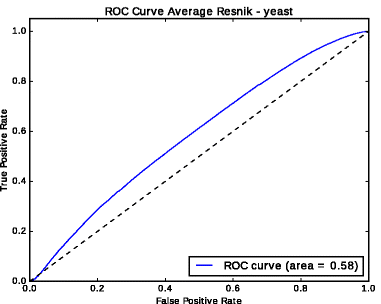 ROC Curve Average Resnik - yeast
True Positive Rate
1.0
0.8
0.6
0.4
0.2
0.0
ROC curve (area = 0.58)
0.0 0.2 0.4 0.6 0.8 1.0
False Positive Rate